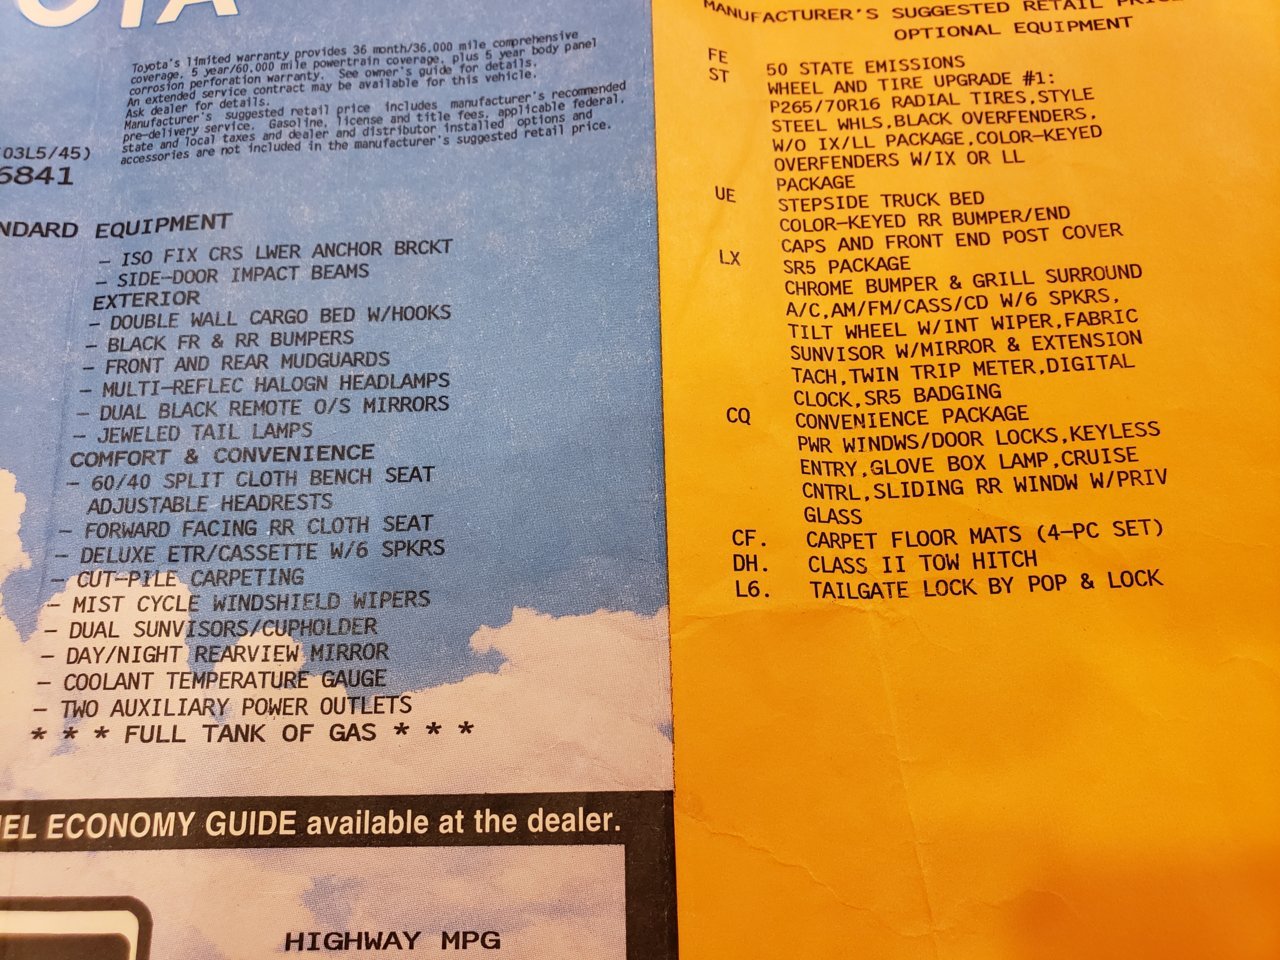 OTA
Toyota's limited warranty provides 36 month/36,000 mile comprehensive
coverage, 5 year/60,000 mile powertrain coverage, plus 5 year body panel
corrosion perforation warranty. See owner's guide for details.
An extended service contract may be available for this vehicle.
Ask dealer for details.
Manufacturer's suggested retail price includes manufacturer's recommended
pre-delivery service. Gasoline, license and title fees, applicable federal,
state and local taxes and dealer and distributor installed options and
accessories are not included in the manufacturer's suggested retail price.
03L5/45)
6841
NDARD EQUIPMENT
– ISO FIX CRS LWER ANCHOR BRCKT
– SIDE–DOOR IMPACT BEAMS
EXTERIOR
– DOUBLE WALL CARGO BED W/HOOKS
– BLACK FR & RR BUMPERS
– FRONT AND REAR MUDGUARDS
– MULTI–REFLEC HALOGN HEADLAMPS
– DUAL BLACK REMOTE O/S MIRRORS
– JEWELED TAIL LAMPS
COMFORT & CONVENIENCE
– 60/40 SPLIT CLOTH BENCH SEAT
ADJUSTABLE HEADRESTS
– FORWARD FACING RR CLOTH SEAT
– DELUXE ETR/CASSETTE W/6 SPKRS
– CUT–PILE CARPETING
– MIST CYCLE WINDSHIELD WIPERS
– DUAL SUNVISORS/CUPHOLDER
– DAY/NIGHT REARVIEW MIRROR
– COOLANT TEMPERATURE GAUGE
– TWO AUXILIARY POWER OUTLETS
* * * FULL TANK OF GAS * * *
EL ECONOMY GUIDE available at the dealer.
HIGHWAY MPG
MANUFACTURER'S SUGGESTED RETAIL PRIC
OPTIONAL EQUIPMENT
FE 50 STATE EMISSIONS
ST WHEEL AND TIRE UPGRADE #1:
P265/70R16 RADIAL TIRES,STYLE
STEEL WHLS,BLACK OVERFENDERS,
W/O IX/LL PACKAGE,COLOR–KEYED
OVERFENDERS W/IX OR LL
PACKAGE
UE STEPSIDE TRUCK BED
COLOR–KEYED RR BUMPER/END
CAPS AND FRONT END POST COVER
LX SR5 PACKAGE
CHROME BUMPER & GRILL SURROUND
A/C,AM/FM/CASS/CD W/6 SPKRS,
TILT WHEEL W/INT WIPER,FABRIC
SUNVISOR W/MIRROR & EXTENSION
TACH,TWIN TRIP METER,DIGITAL
CLOCK,SR5 BADGING
CQ CONVENIENCE PACKAGE
PWR WINDWS/DOOR LOCKS,KEYLESS
ENTRY,GLOVE BOX LAMP,CRUISE
CNTRL,SLIDING RR WINDW W/PRIV
GLASS
CF. CARPET FLOOR MATS (4–PC SET)
DH. CLASS II TOW HITCH
L6. TAILGATE LOCK BY POP & LOCK